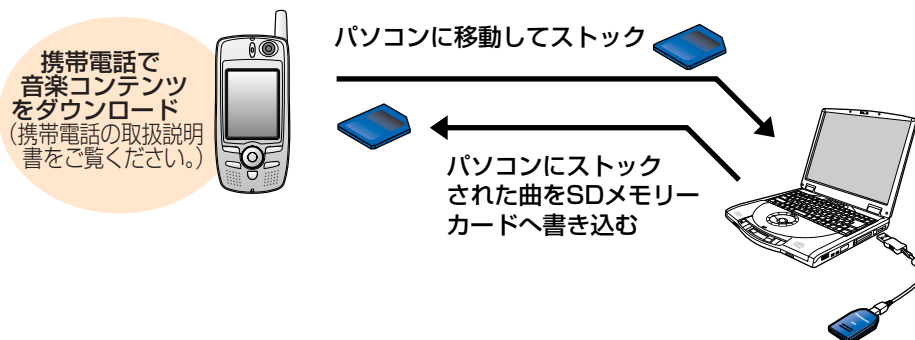 携帯電話で
音楽コンテンツ
をダウンロード
(携帯電話の取扱説明
書をご覧ください。)
パソコンに移動してストック
パソコンにストック
された曲をSDメモリー
カードへ書き込む